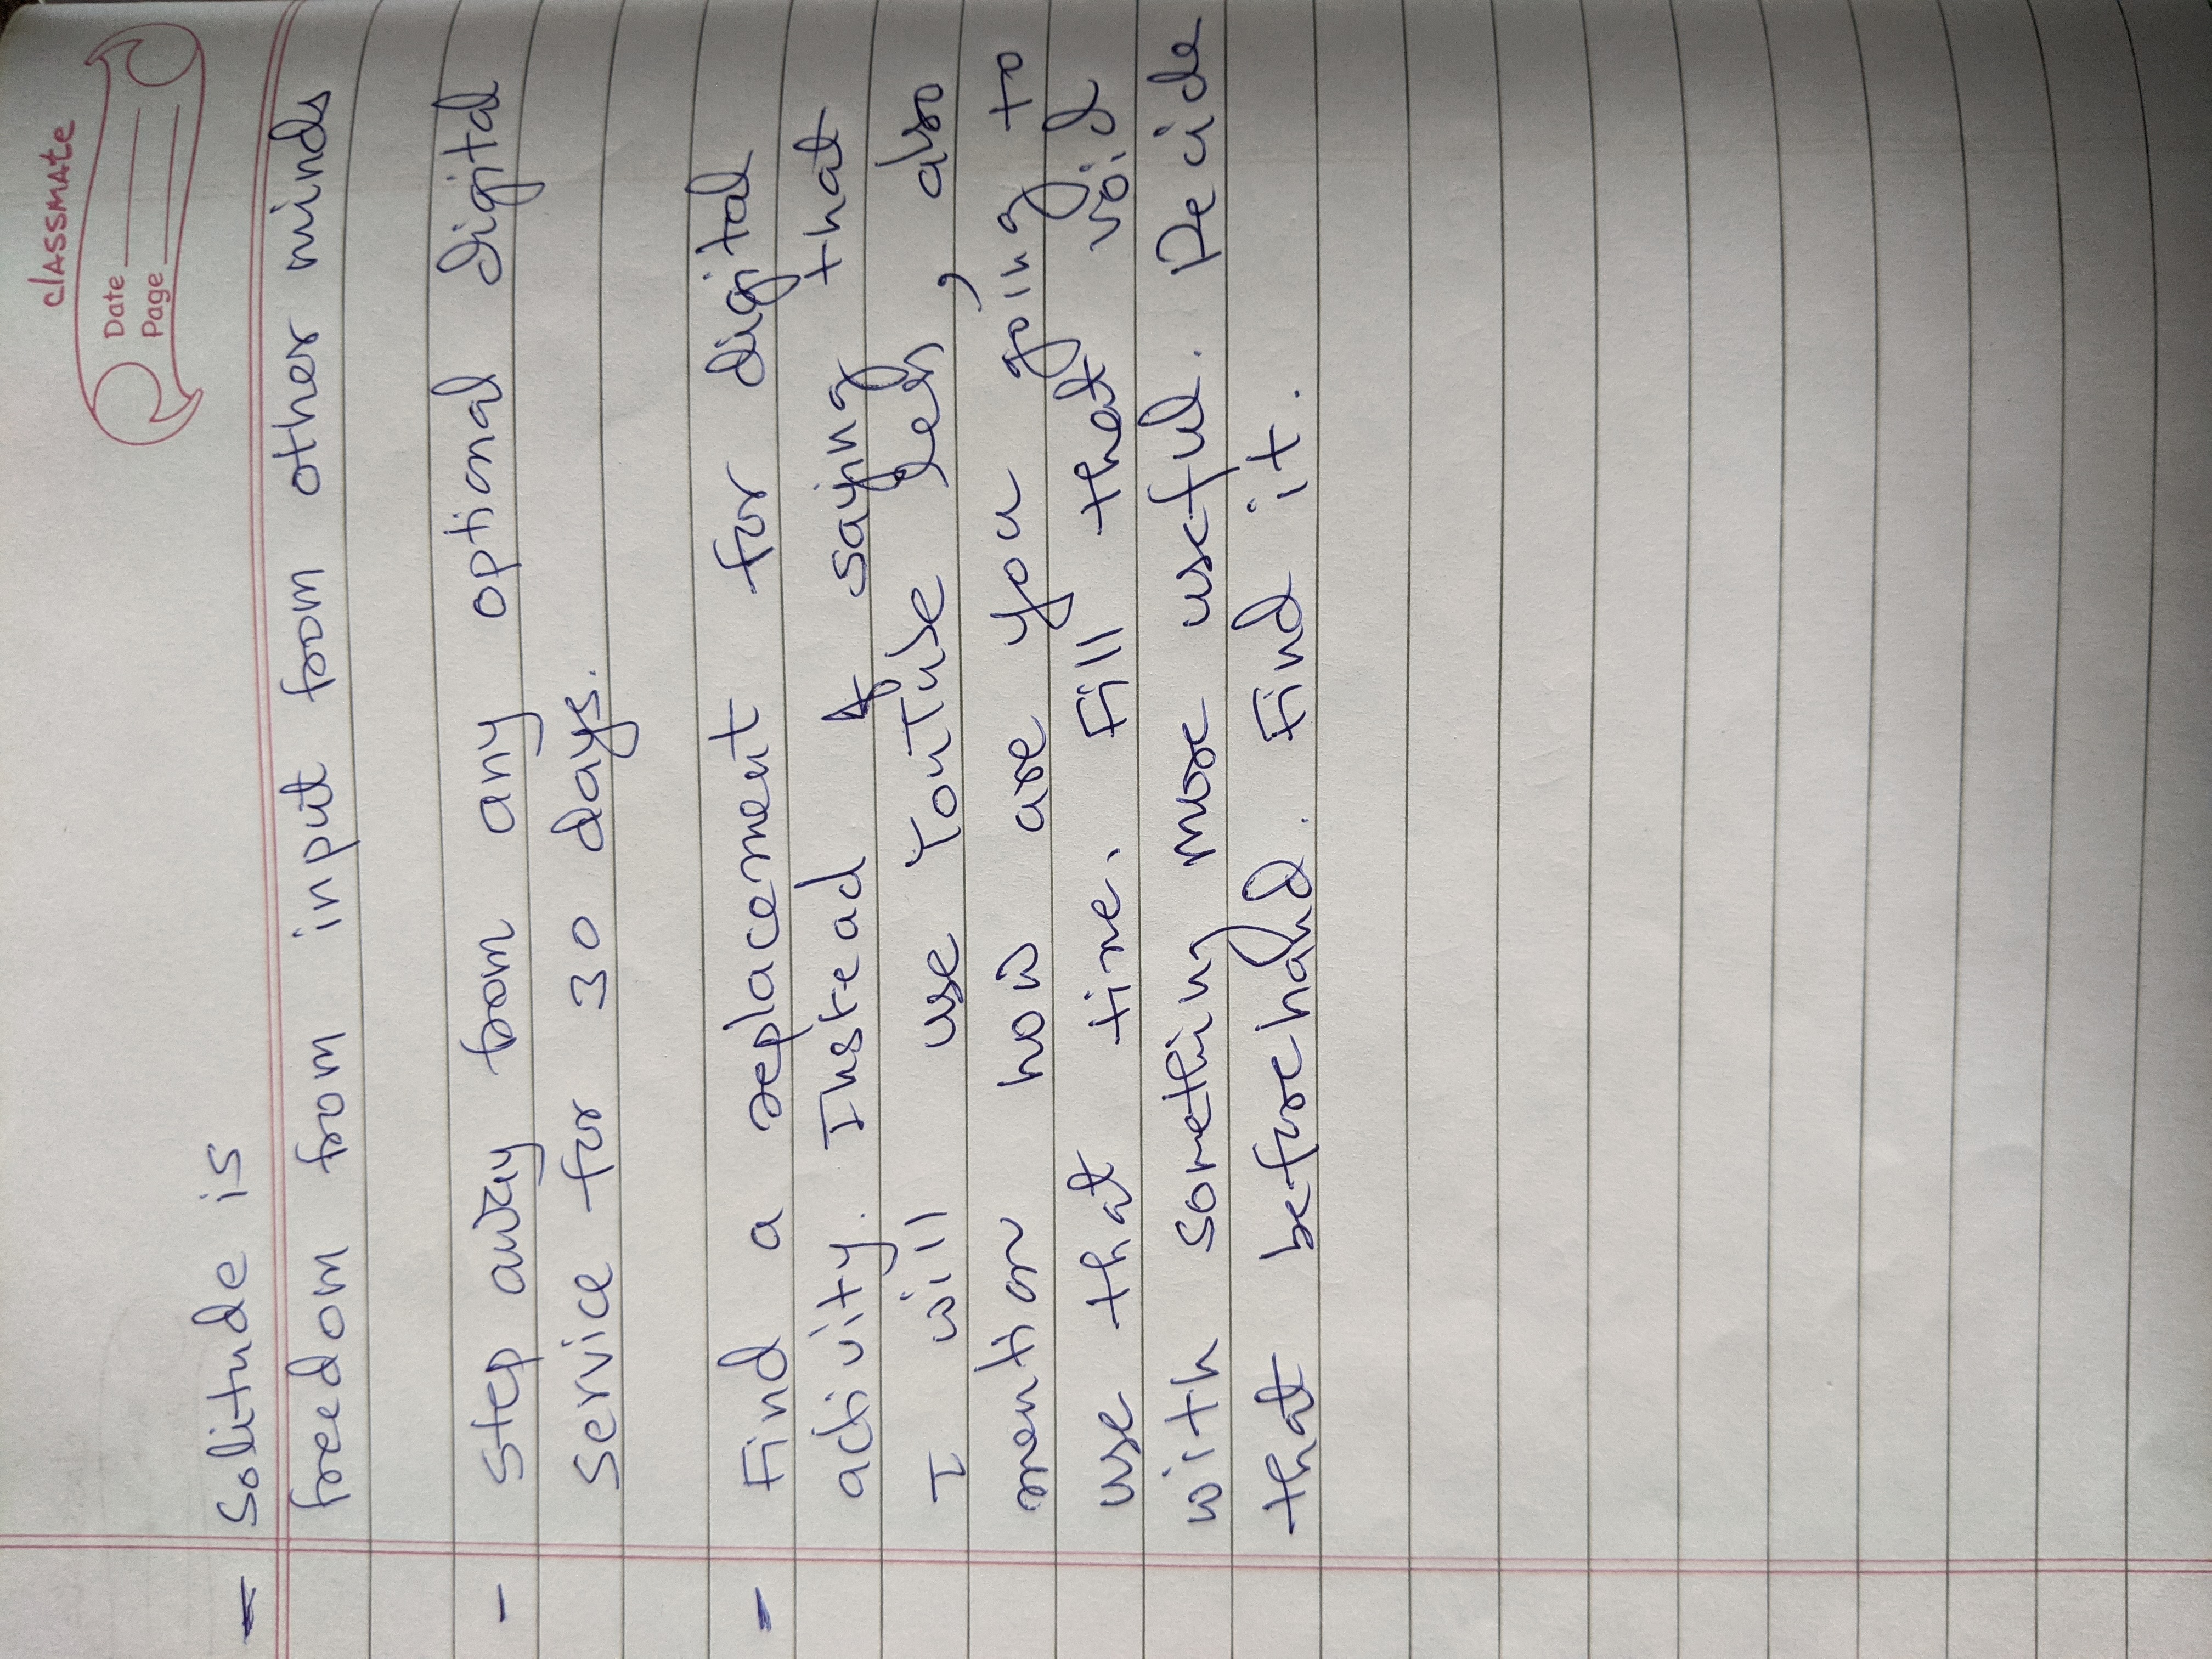 classmate
Date
Page
- Solitude is
freedom from input from other minds
- Step away from any optional digital
service for 30 days.
- Find a replacement for digital
activity. Instead of saying that
I will use YouTube less, also
mention how are you going to
use that time. Fill that void
with something more useful. Decide
that beforehand. Find it.